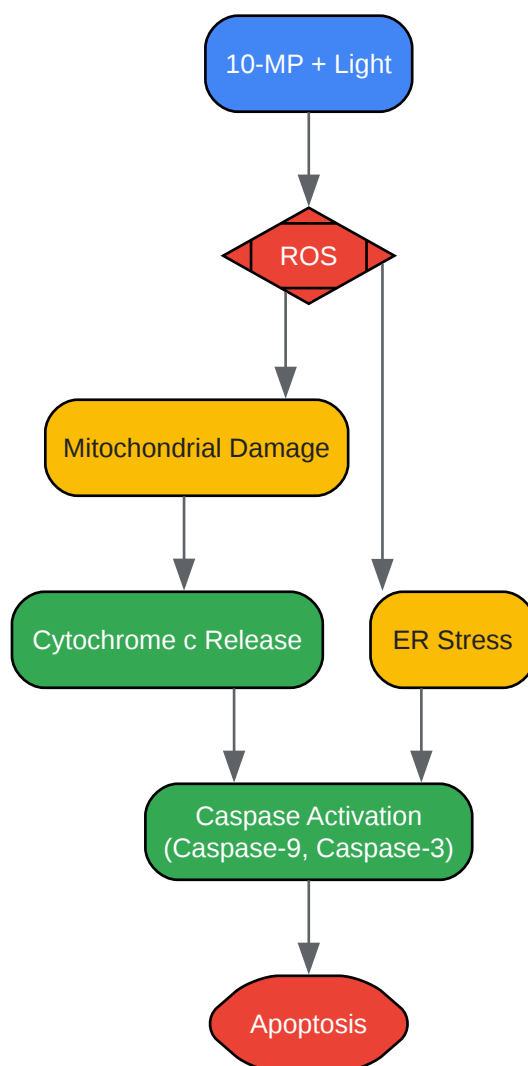 10-MP + Light
ROS
Mitochondrial Damage
Cytochrome c Release
ER Stress
Caspase Activation
(Caspase-9, Caspase-3)
Apoptosis